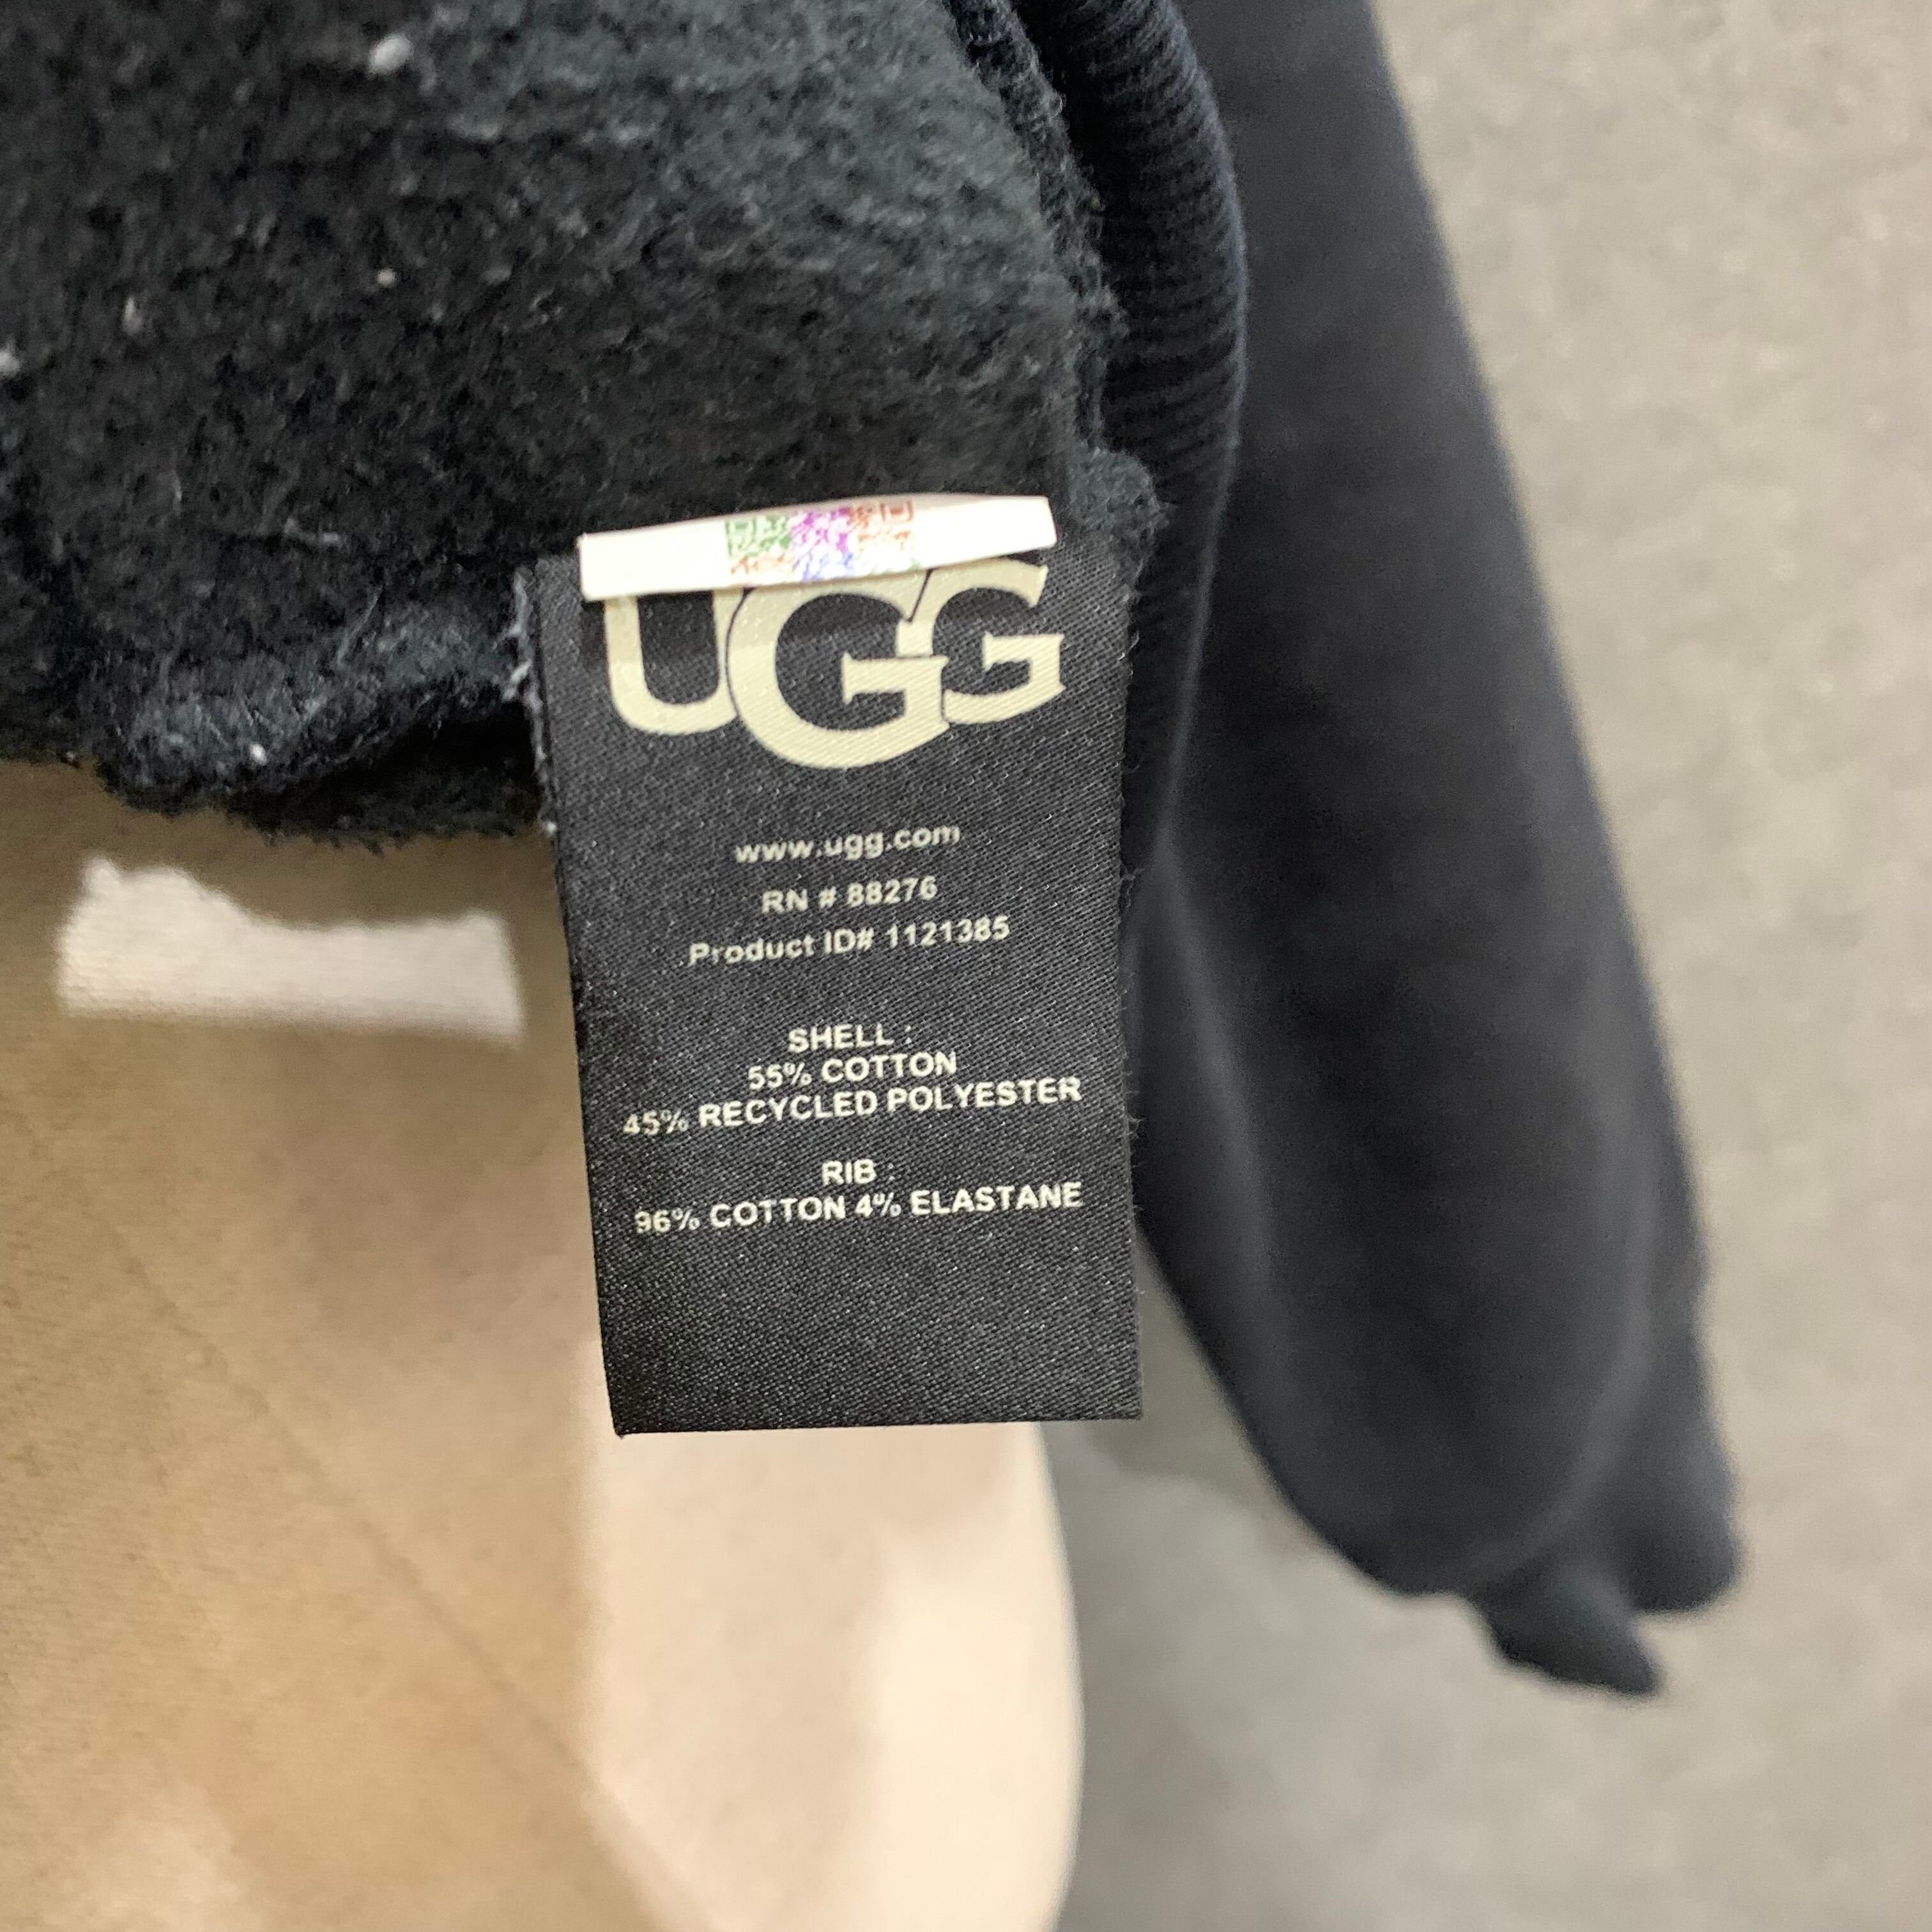 UGG
www.ugg.com
RN # 88276
Product ID# 1121385
SHELL :
55% COTTON
45% RECYCLED POLYESTER
RIB :
96% COTTON 4% ELASTANE